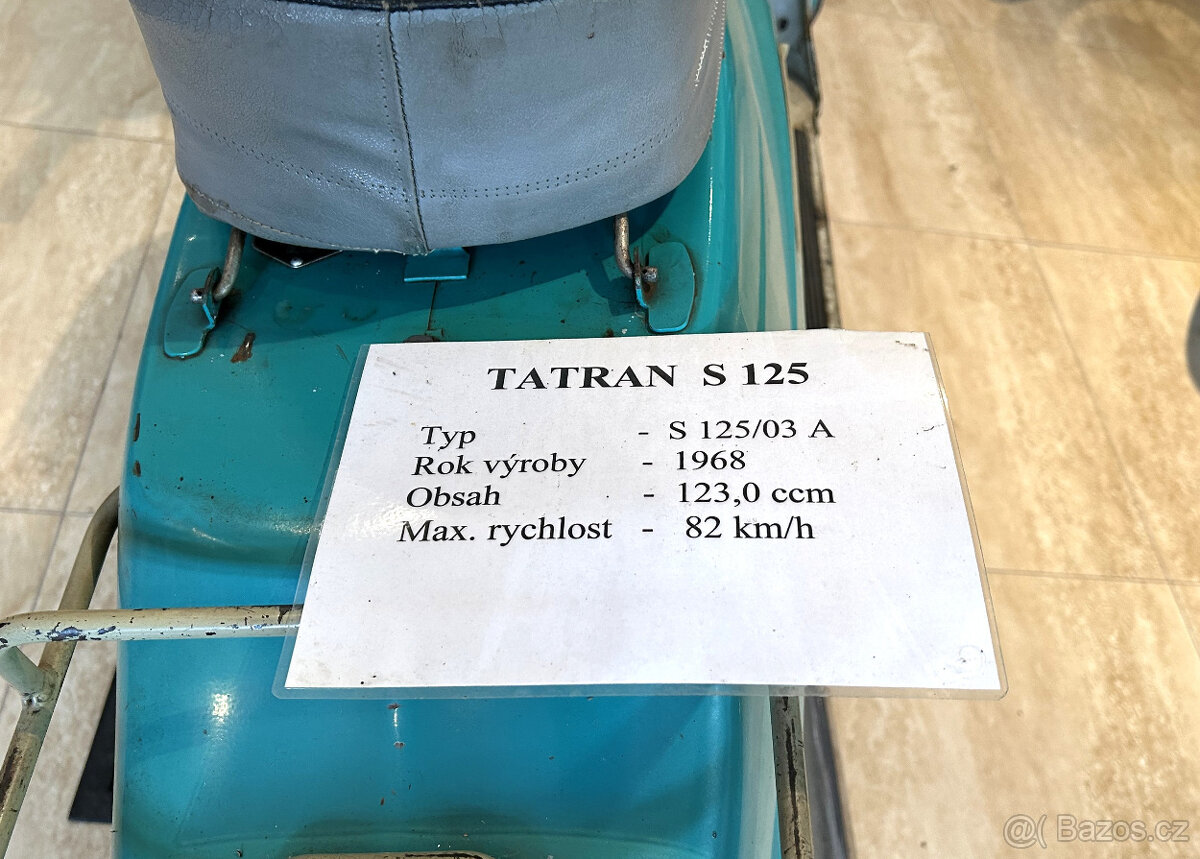 TATRAN S 125
Typ - S 125/03 A
Rok výroby - 1968
Obsah - 123,0 ccm
Max. rychlost - 82 km/h
@( Bazos.cz